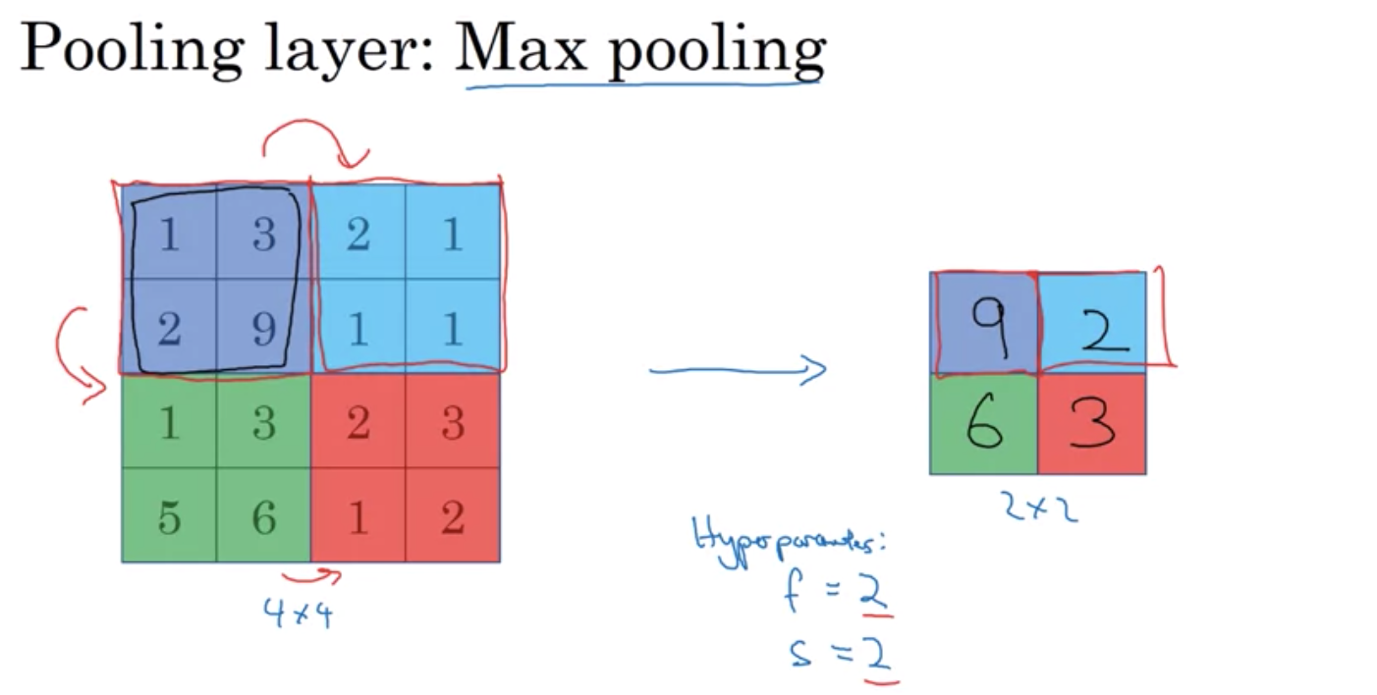 Pooling layer: Max pooling
1 3 2 1
2 9 1 1
1 3 2 3
5 6 1 2
4×4
9 2
6 3
2×2
Hyperparamters:
f = 2
s = 2